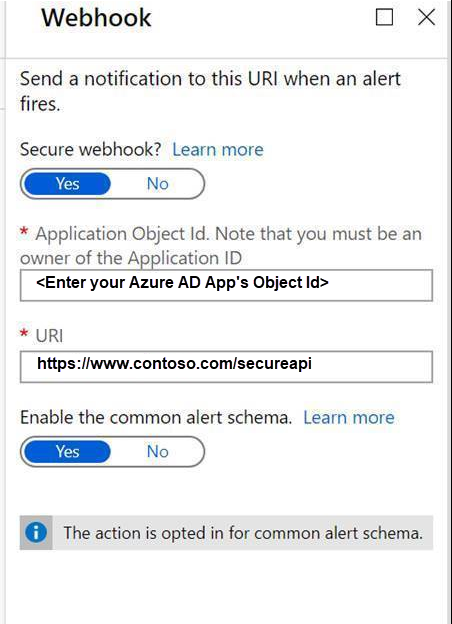 Webhook
Send a notification to this URI when an alert
fires.
Secure webhook? Learn more
Yes No
* Application Object Id. Note that you must be an
owner of the Application ID
<Enter your Azure AD App's Object Id>
* URI
https://www.contoso.com/secureapi
Enable the common alert schema. Learn more
Yes No
The action is opted in for common alert schema.